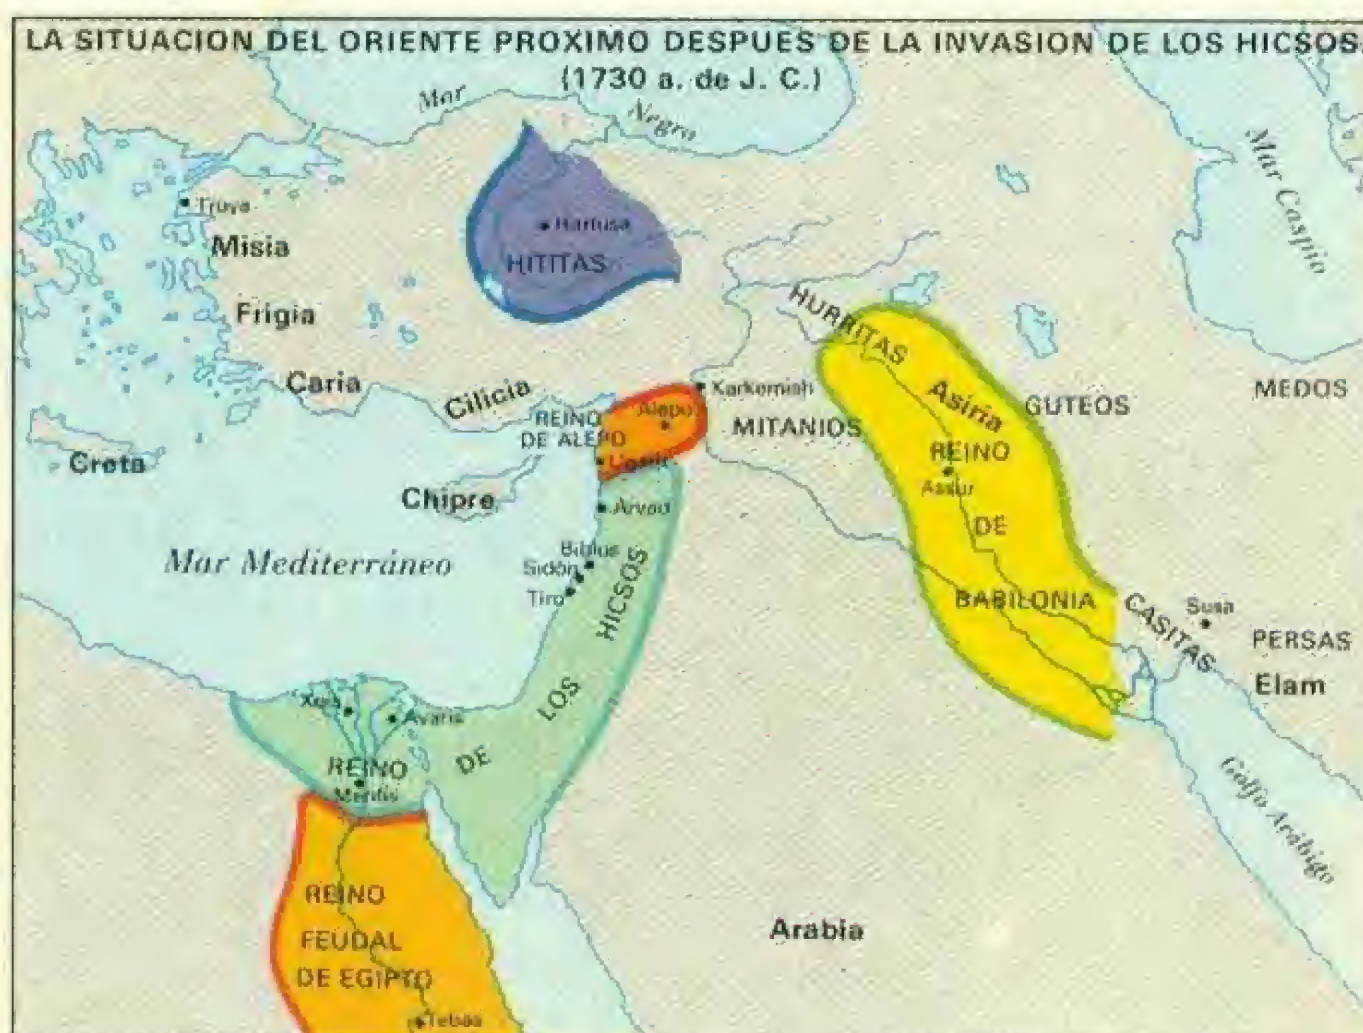 LA SITUACION DEL ORIENTE PROXIMO DESPUES DE LA INVASION DE LOS HICSOS.
(1730 a. de J. C.)
Mar
Negro
Mar Caspio
Troya
Misia
Hattusa
HITITAS
Frigia
HURRITAS
Caria
Cilicia
Karkemish
Asiria
GUTEOS
MEDOS
REINO
DE ALEPO
Alepo
MITANIOS
Creta
REINO
Assur
Chipre
Arvad
DE
Mar Mediterráneo
Biblos
Sidón
Tiro
HICSOS
BABILONIA
CASITAS
Susa
PERSAS
Elam
LOS
Xois
Avaris
DE
REINO
Menfis
Golfo Arábigo
REINO
FEUDAL
DE EGIPTO
Arabia
Tebas